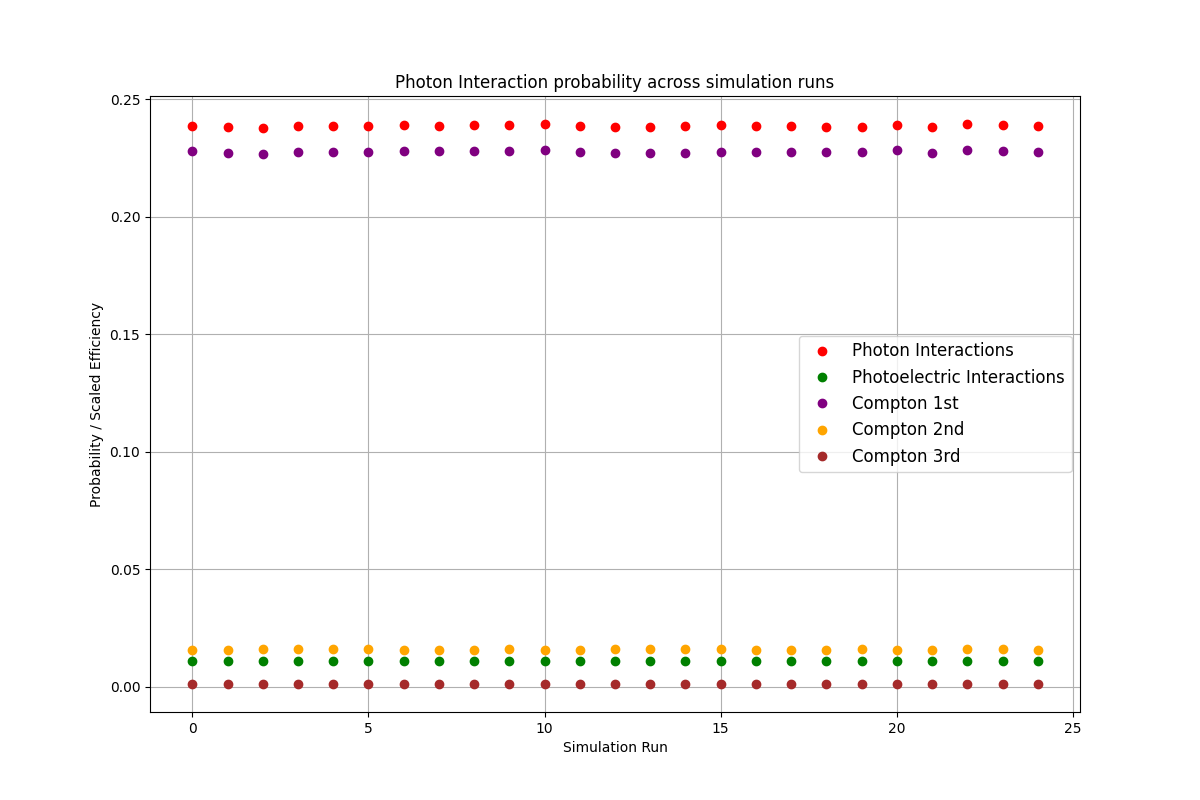 Photon Interaction probability across simulation runs
0.25
0.20
0.15
0.10
0.05
0.00
Probability / Scaled Efficiency
Photon Interactions
Photoelectric Interactions
Compton 1st
Compton 2nd
Compton 3rd
0 5 10 15 20 25
Simulation Run